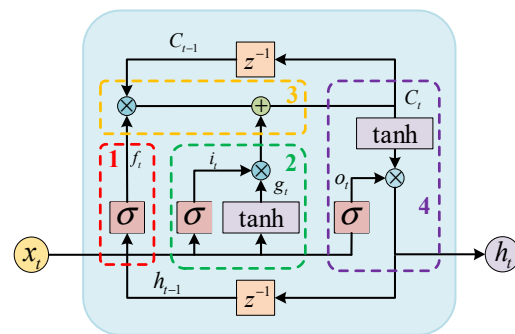 C_{t-1}
z^{-1}
3
C_t
1
f_t
i_t
2
g_t
tanh
o_t
σ
σ
tanh
σ
4
x_t
h_{t-1}
z^{-1}
h_t